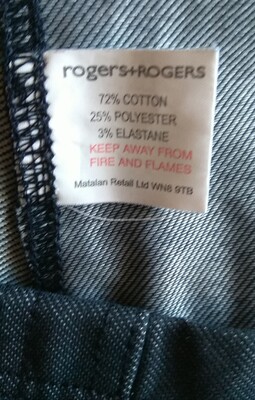 rogers+ROGERS
72% COTTON
25% POLYESTER
3% ELASTANE
KEEP AWAY FROM
FIRE AND FLAMES
Matalan Retail Ltd WN8 9TB